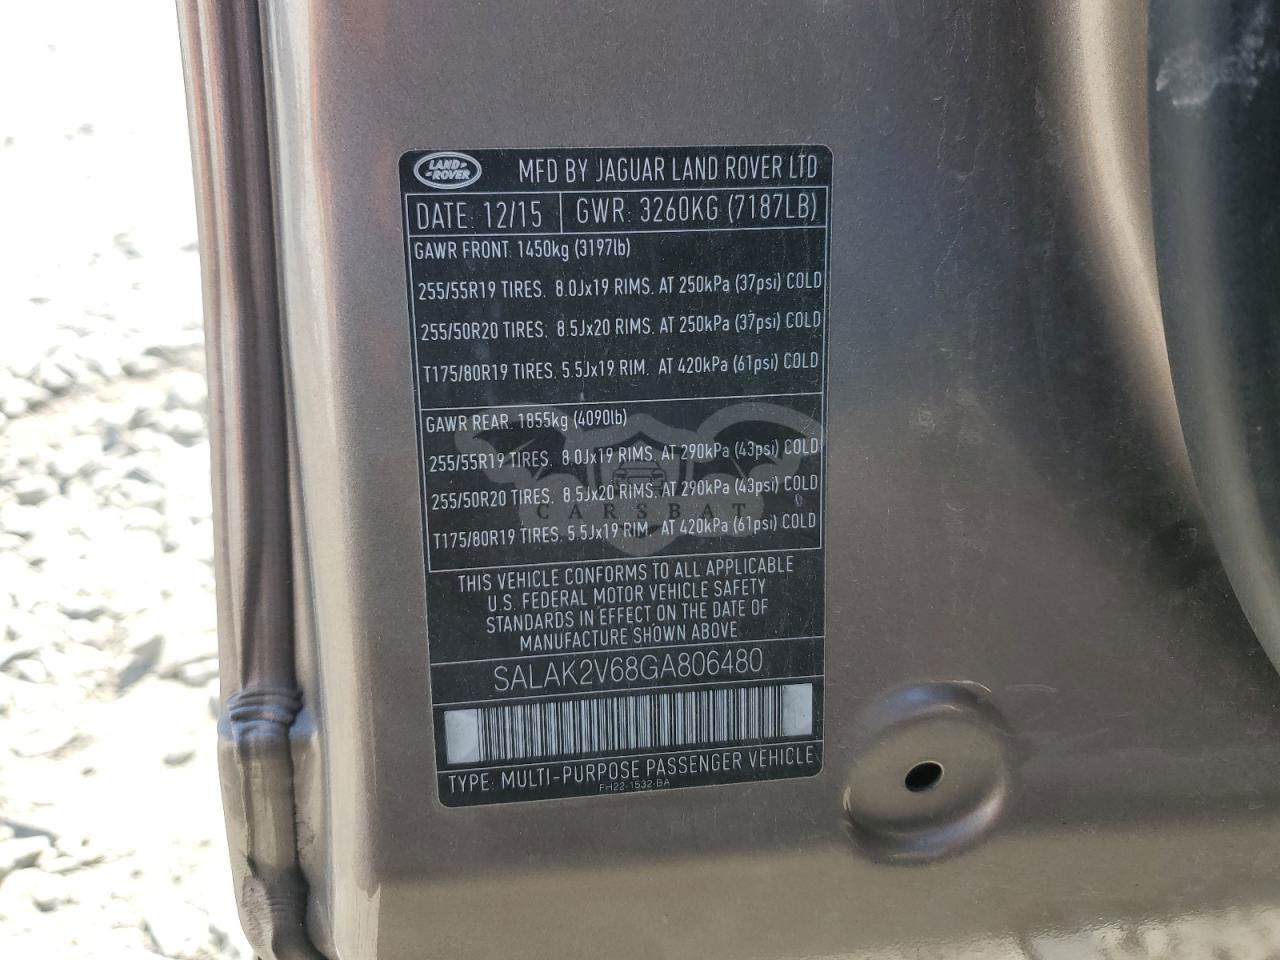 LAND-
-ROVER
MFD BY JAGUAR LAND ROVER LTD
DATE: 12/15 GWR: 3260KG (7187LB)
GAWR FRONT. 1450kg (3197lb)
255/55R19 TIRES. 8.0Jx19 RIMS. AT 250kPa (37psi) COLD
255/50R20 TIRES. 8.5Jx20 RIMS. AT 250kPa (37psi) COLD
T175/80R19 TIRES. 5.5Jx19 RIM. AT 420kPa (61psi) COLD
GAWR REAR. 1855kg (4090lb)
255/55R19 TIRES. 8.0Jx19 RIMS. AT 290kPa (43psi) COLD
255/50R20 TIRES. 8.5Jx20 RIMS. AT 290kPa (43psi) COLD
CARSBAT
T175/80R19 TIRES. 5.5Jx19 RIM. AT 420kPa (61psi) COLD
THIS VEHICLE CONFORMS TO ALL APPLICABLE
U.S. FEDERAL MOTOR VEHICLE SAFETY
STANDARDS IN EFFECT ON THE DATE OF
MANUFACTURE SHOWN ABOVE
SALAK2V68GA806480
TYPE: MULTI-PURPOSE PASSENGER VEHICLE
FH22-1532-BA